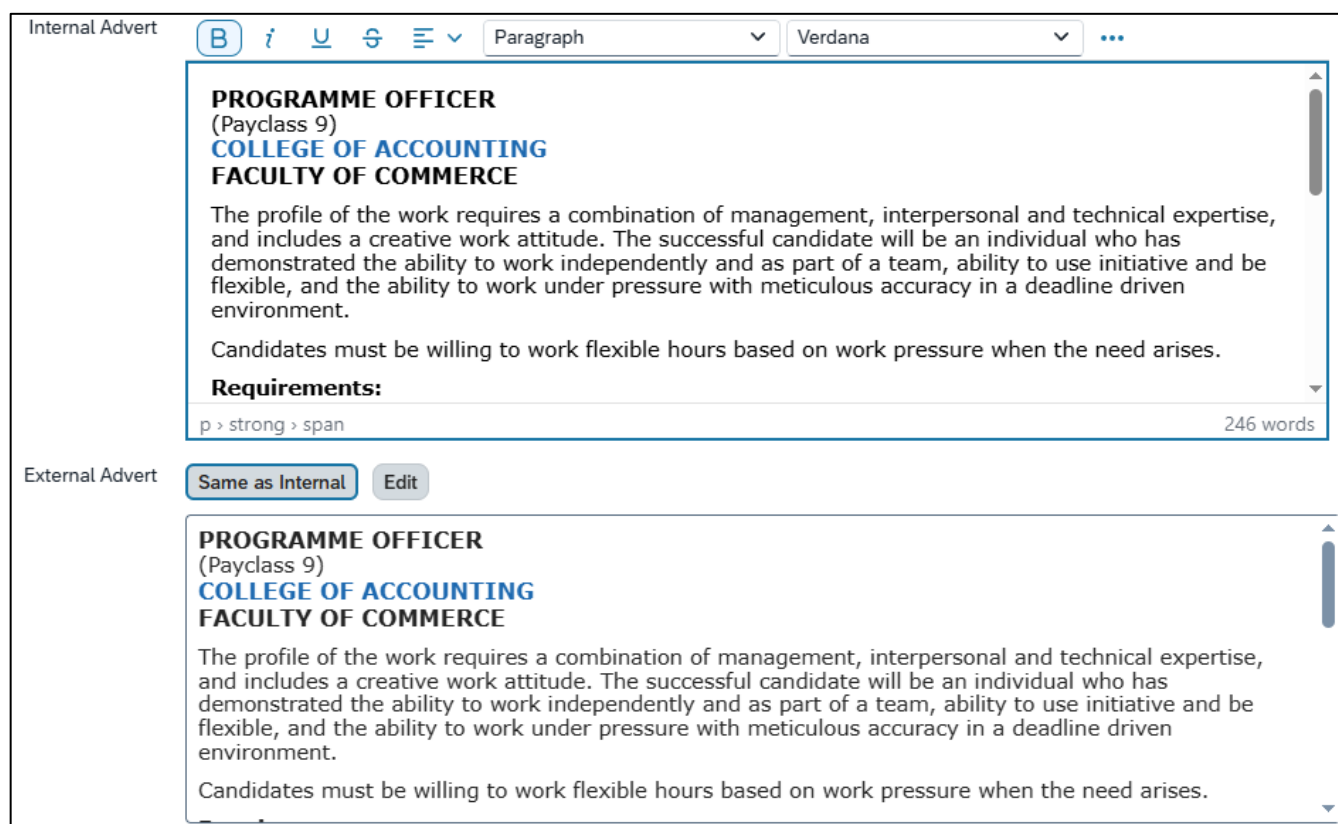 Internal Advert
B i U S Paragraph Verdana
PROGRAMME OFFICER
(Payclass 9)
COLLEGE OF ACCOUNTING
FACULTY OF COMMERCE
The profile of the work requires a combination of management, interpersonal and technical expertise,
and includes a creative work attitude. The successful candidate will be an individual who has
demonstrated the ability to work independently and as part of a team, ability to use initiative and be
flexible, and the ability to work under pressure with meticulous accuracy in a deadline driven
environment.
Candidates must be willing to work flexible hours based on work pressure when the need arises.
Requirements:
p › strong › span 246 words
External Advert
Same as Internal Edit
PROGRAMME OFFICER
(Payclass 9)
COLLEGE OF ACCOUNTING
FACULTY OF COMMERCE
The profile of the work requires a combination of management, interpersonal and technical expertise,
and includes a creative work attitude. The successful candidate will be an individual who has
demonstrated the ability to work independently and as part of a team, ability to use initiative and be
flexible, and the ability to work under pressure with meticulous accuracy in a deadline driven
environment.
Candidates must be willing to work flexible hours based on work pressure when the need arises.